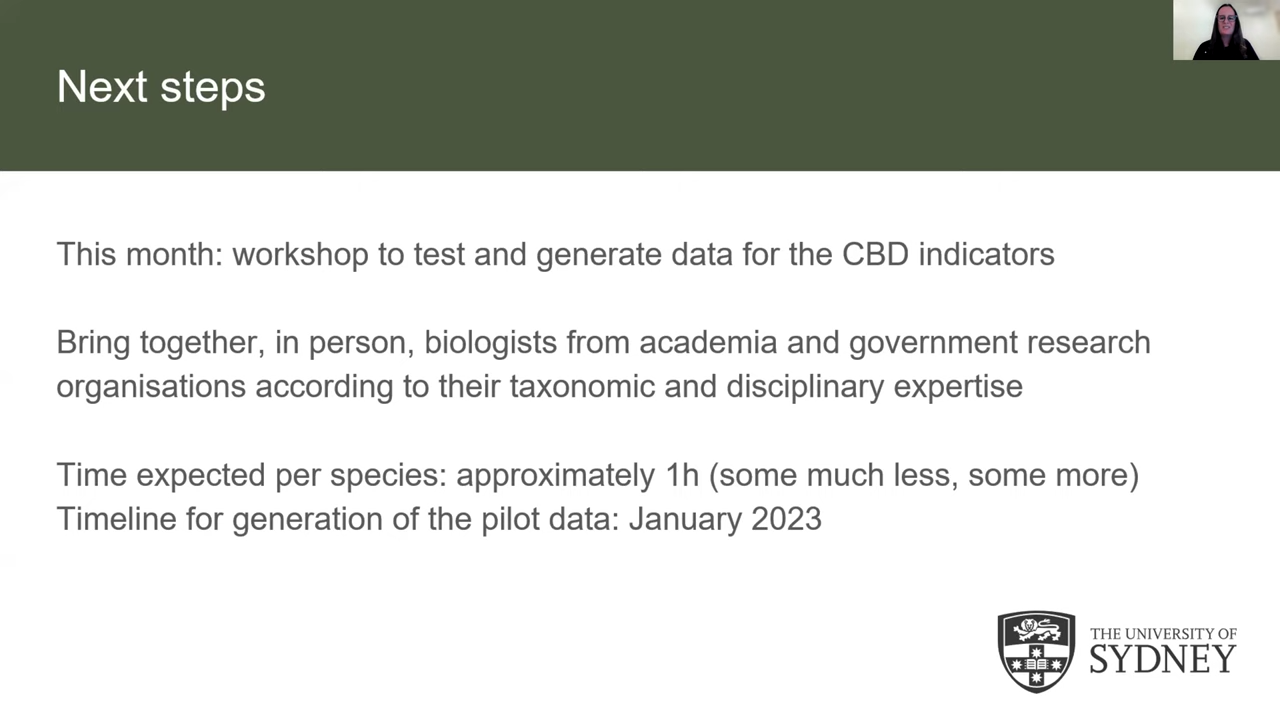 Next steps
This month: workshop to test and generate data for the CBD indicators
Bring together, in person, biologists from academia and government research
organisations according to their taxonomic and disciplinary expertise
Time expected per species: approximately 1h (some much less, some more)
Timeline for generation of the pilot data: January 2023
THE UNIVERSITY OF
SYDNEY